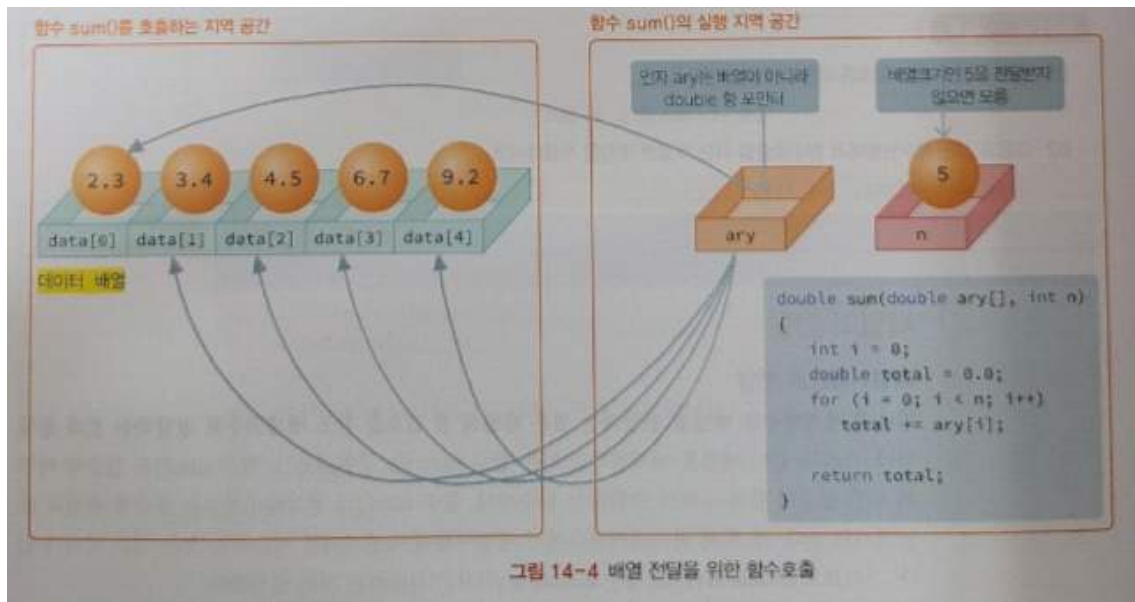 함수 sum()를 호출하는 지역 공간
함수 sum()의 실행 지역 공간
인자 ary는 배열이 아니라
double 형 포인터
배열크기인 5을 전달받지
않으면 모름
2.3
3.4
4.5
6.7
9.2
5
data[0]
data[1]
data[2]
data[3]
data[4]
ary
n
데이터 배열
double sum(double ary[], int n)
{
int i = 0;
double total = 0.0;
for (i = 0; i < n; i++)
total += ary[i];
return total;
}
그림 14-4 배열 전달을 위한 함수호출